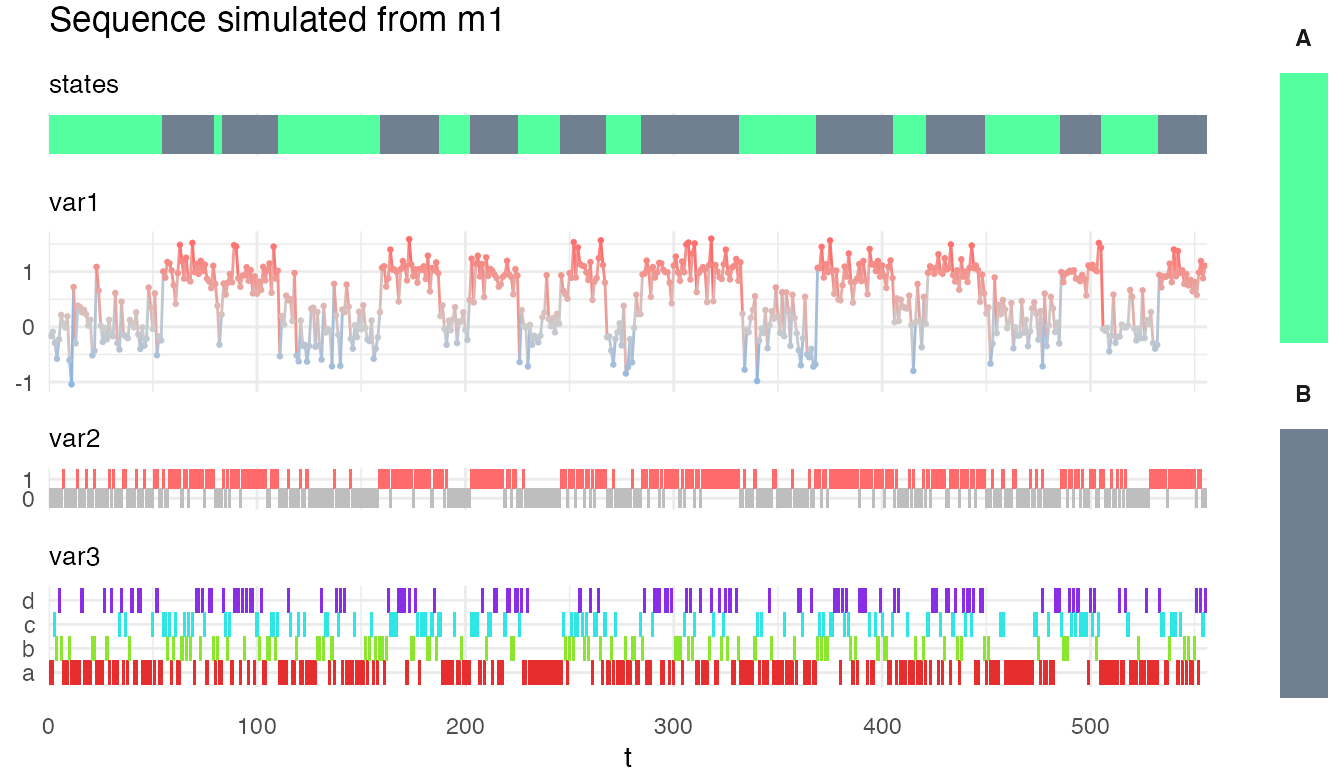 Sequence simulated from m1
A
states
var1
1
0
-1
B
var2
1
0
var3
d
c
b
a
0 100 200 300 400 500
t